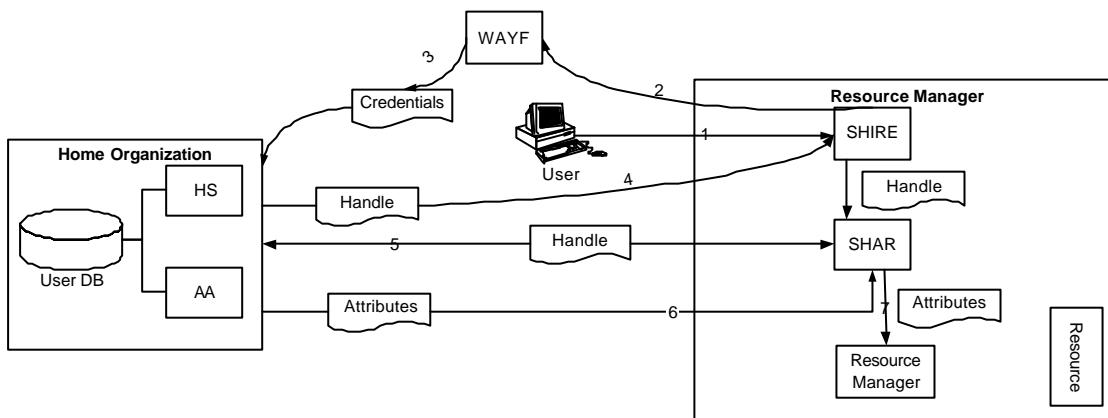 WAYF
3
2
Credentials
Resource Manager
SHIRE
1
Home Organization
User
HS
4
Handle
Handle
Handle
5
SHAR
User DB
AA
Attributes
6
7
Attributes
Resource
Resource
Manager